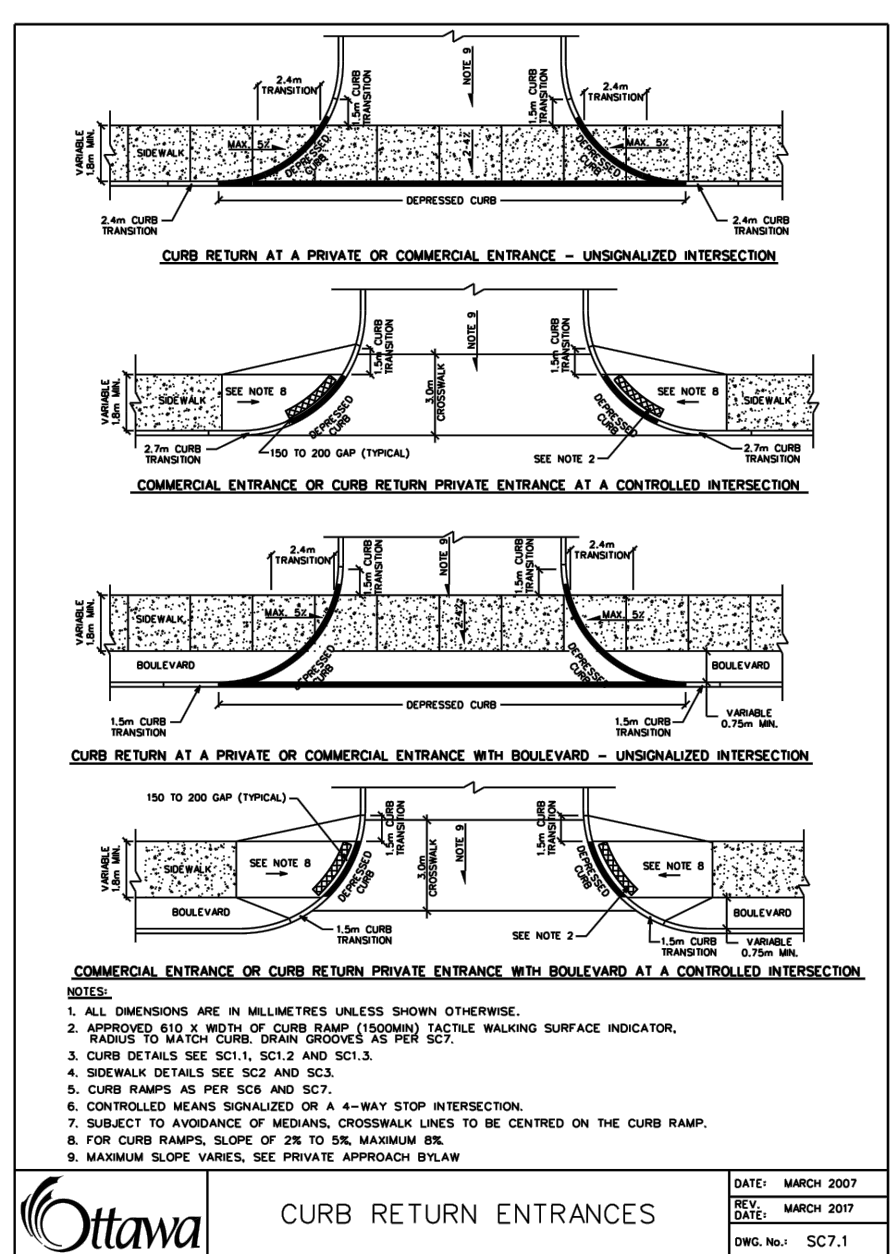 NOTE 9
2.4m
TRANSITION
1.5m CURB
TRANSITION
1.5m CURB
TRANSITION
2.4m
TRANSITION
VARIABLE
1.8m MIN.
SIDEWALK
MAX. 5%
DEPRESSED
CURB
2-4%
DEPRESSED
CURB
MAX. 5%
2.4m CURB
TRANSITION
DEPRESSED CURB
2.4m CURB
TRANSITION
CURB RETURN AT A PRIVATE OR COMMERCIAL ENTRANCE - UNSIGNALIZED INTERSECTION
NOTE 9
1.5m CURB
TRANSITION
1.5m CURB
TRANSITION
VARIABLE
1.8m MIN.
SIDEWALK
SEE NOTE 8
DEPRESSED
CURB
3.0m
CROSSWALK
DEPRESSED
CURB
SEE NOTE 8
SIDEWALK
2.7m CURB
TRANSITION
150 TO 200 GAP (TYPICAL)
SEE NOTE 2
2.7m CURB
TRANSITION
COMMERCIAL ENTRANCE OR CURB RETURN PRIVATE ENTRANCE AT A CONTROLLED INTERSECTION
NOTE 9
2.4m
TRANSITION
1.5m CURB
TRANSITION
1.5m CURB
TRANSITION
2.4m
TRANSITION
VARIABLE
1.8m MIN.
SIDEWALK
MAX. 5%
2-4%
MAX. 5%
BOULEVARD
DEPRESSED
CURB
DEPRESSED
CURB
BOULEVARD
1.5m CURB
TRANSITION
DEPRESSED CURB
1.5m CURB
TRANSITION
VARIABLE
0.75m MIN.
CURB RETURN AT A PRIVATE OR COMMERCIAL ENTRANCE WITH BOULEVARD - UNSIGNALIZED INTERSECTION
150 TO 200 GAP (TYPICAL)
1.5m CURB
TRANSITION
NOTE 9
1.5m CURB
TRANSITION
VARIABLE
1.8m MIN.
SIDEWALK
SEE NOTE 8
DEPRESSED
CURB
3.0m
CROSSWALK
DEPRESSED
CURB
SEE NOTE 8
BOULEVARD
1.5m CURB
TRANSITION
SEE NOTE 2
1.5m CURB
TRANSITION
BOULEVARD
VARIABLE
0.75m MIN.
COMMERCIAL ENTRANCE OR CURB RETURN PRIVATE ENTRANCE WITH BOULEVARD AT A CONTROLLED INTERSECTION
NOTES:
1. ALL DIMENSIONS ARE IN MILLIMETRES UNLESS SHOWN OTHERWISE.
2. APPROVED 610 X WIDTH OF CURB RAMP (1500MIN) TACTILE WALKING SURFACE INDICATOR,
RADIUS TO MATCH CURB. DRAIN GROOVES AS PER SC7.
3. CURB DETAILS SEE SC1.1, SC1.2 AND SC1.3.
4. SIDEWALK DETAILS SEE SC2 AND SC3.
5. CURB RAMPS AS PER SC6 AND SC7.
6. CONTROLLED MEANS SIGNALIZED OR A 4-WAY STOP INTERSECTION.
7. SUBJECT TO AVOIDANCE OF MEDIANS, CROSSWALK LINES TO BE CENTRED ON THE CURB RAMP.
8. FOR CURB RAMPS, SLOPE OF 2% TO 5%, MAXIMUM 8%.
9. MAXIMUM SLOPE VARIES, SEE PRIVATE APPROACH BYLAW
Ottawa
CURB RETURN ENTRANCES
DATE: MARCH 2007
REV. DATE: MARCH 2017
DWG. No.: SC7.1